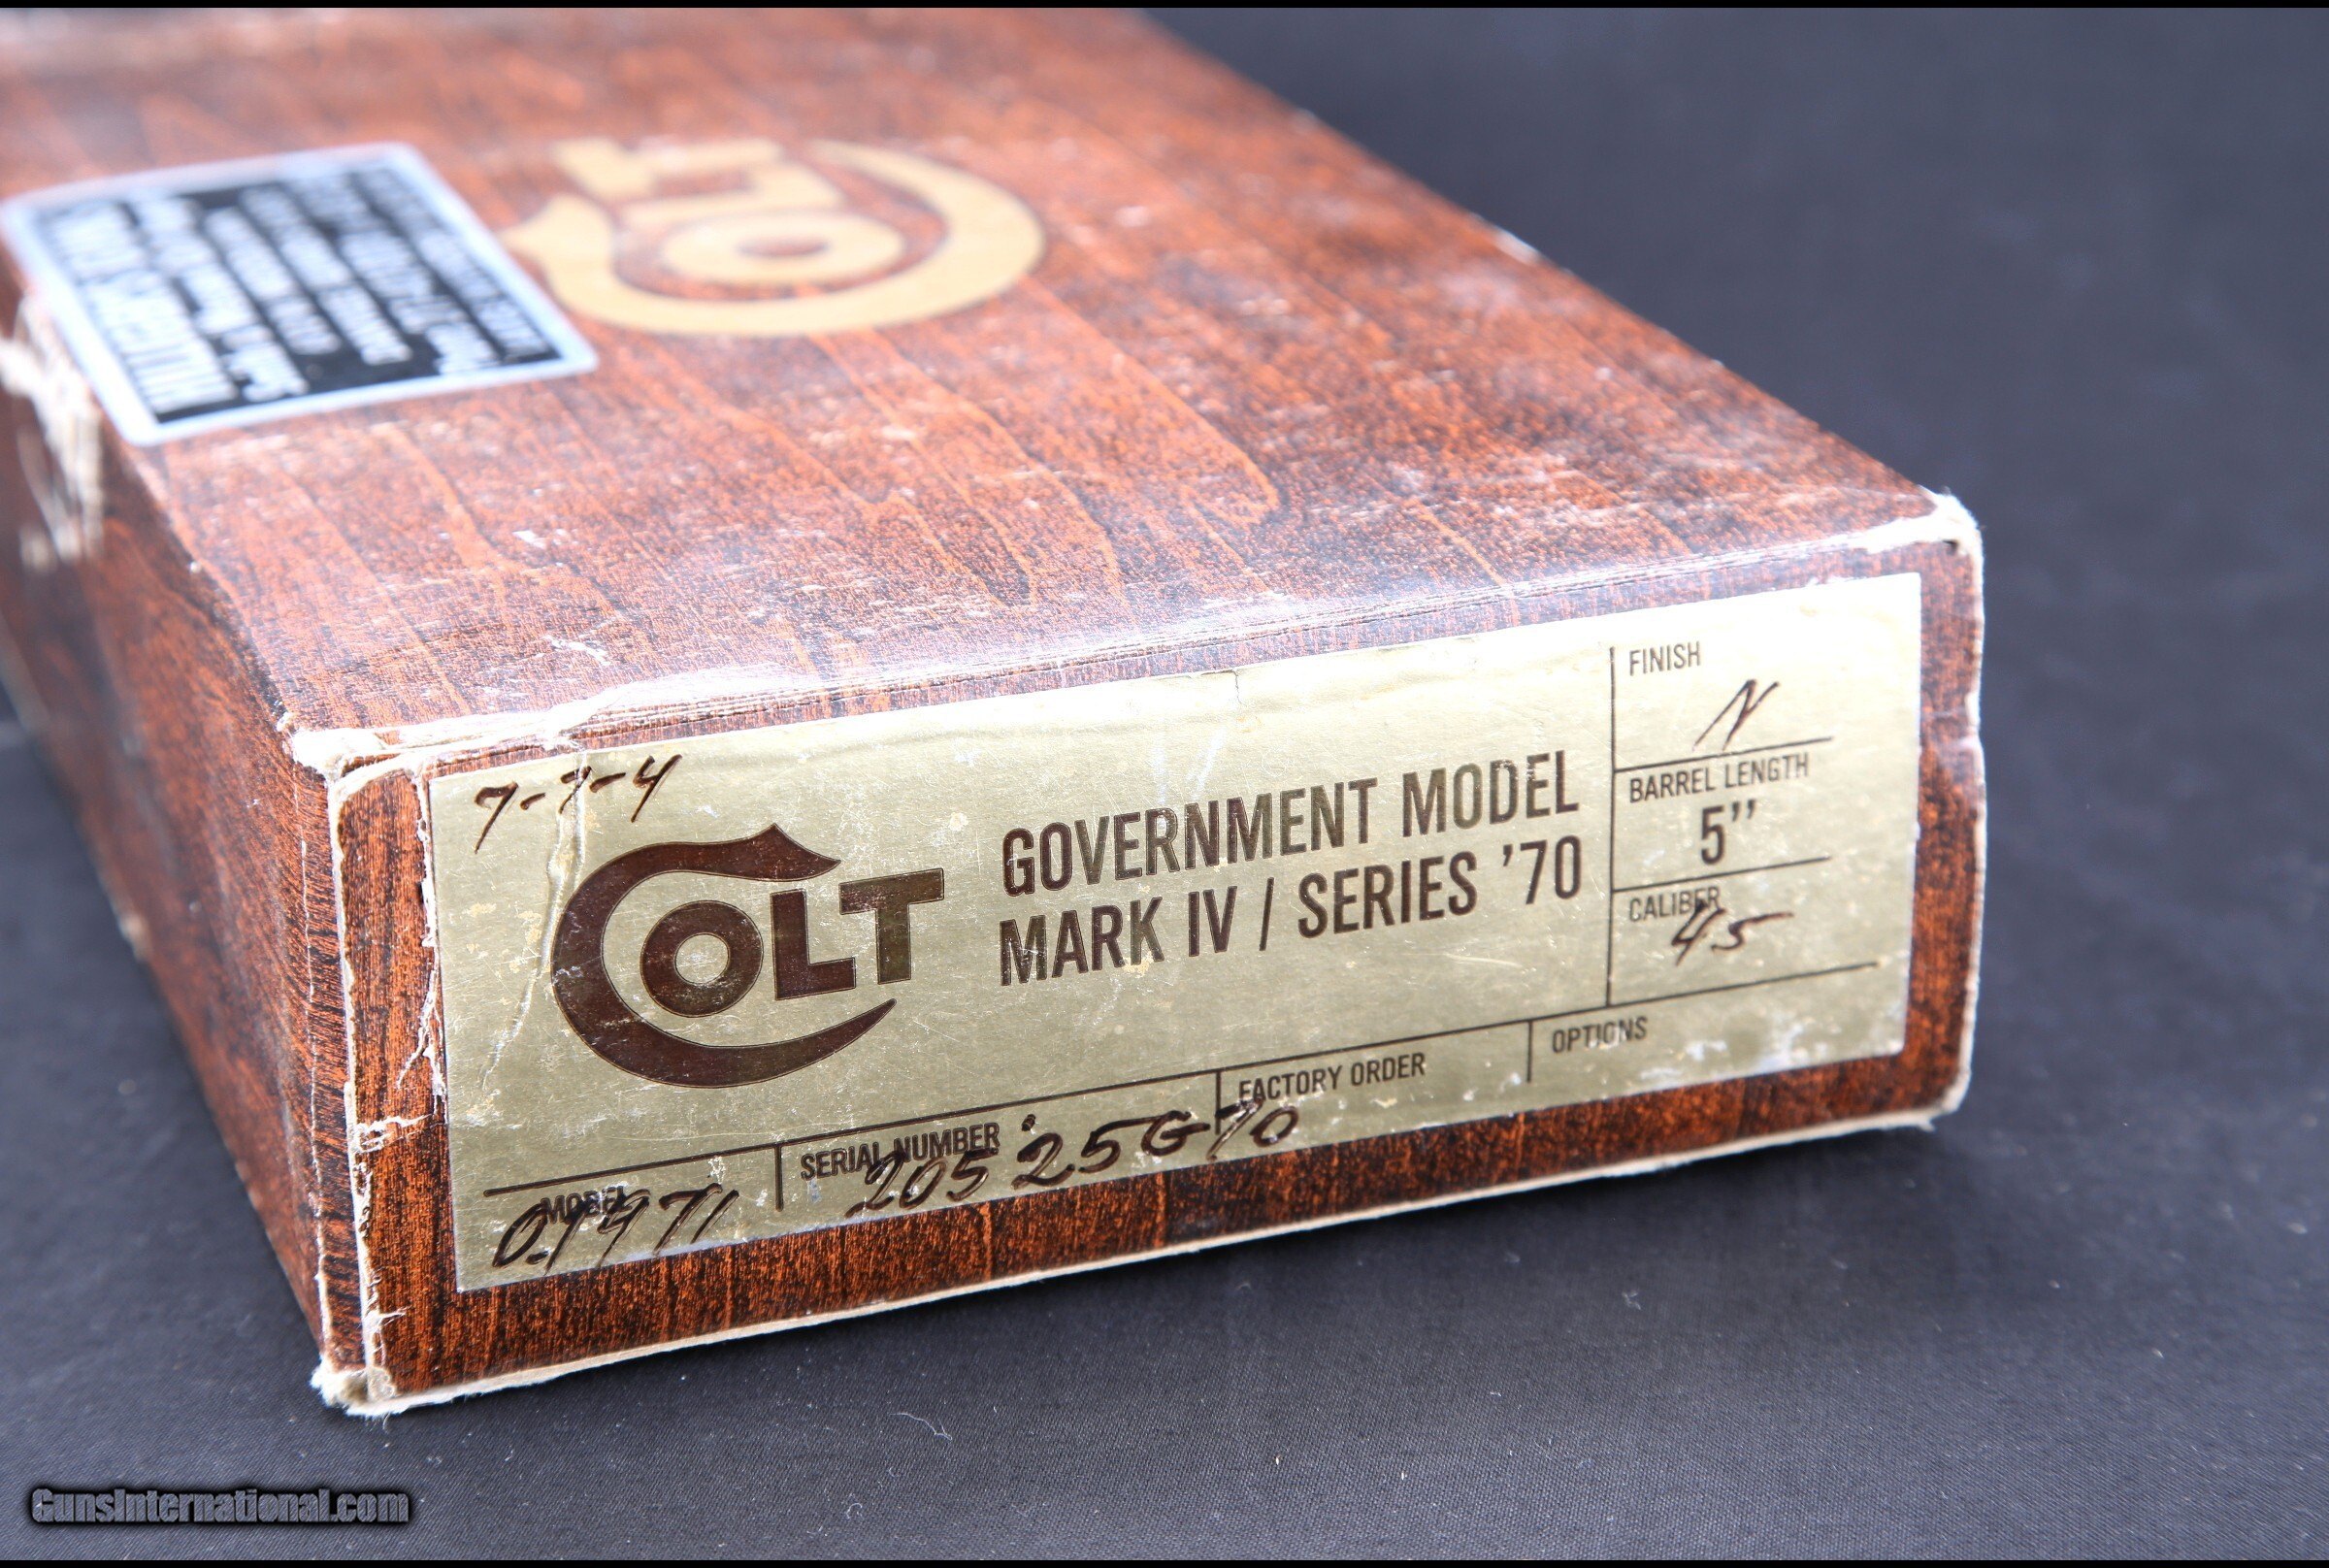 7-7-4
COLT
GOVERNMENT MODEL
MARK IV / SERIES '70
FINISH
N
BARREL LENGTH
5"
CALIBER
45
MODEL
01971
SERIAL NUMBER
20525G70
FACTORY ORDER
OPTIONS
GunsInternational.com